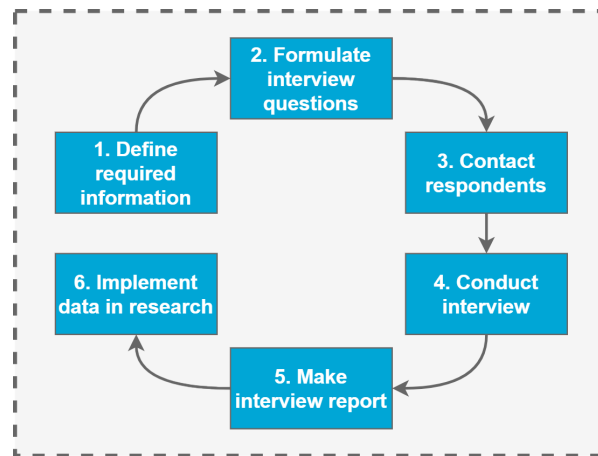 1. Define
required
information
2. Formulate
interview
questions
3. Contact
respondents
4. Conduct
interview
5. Make
interview report
6. Implement
data in research